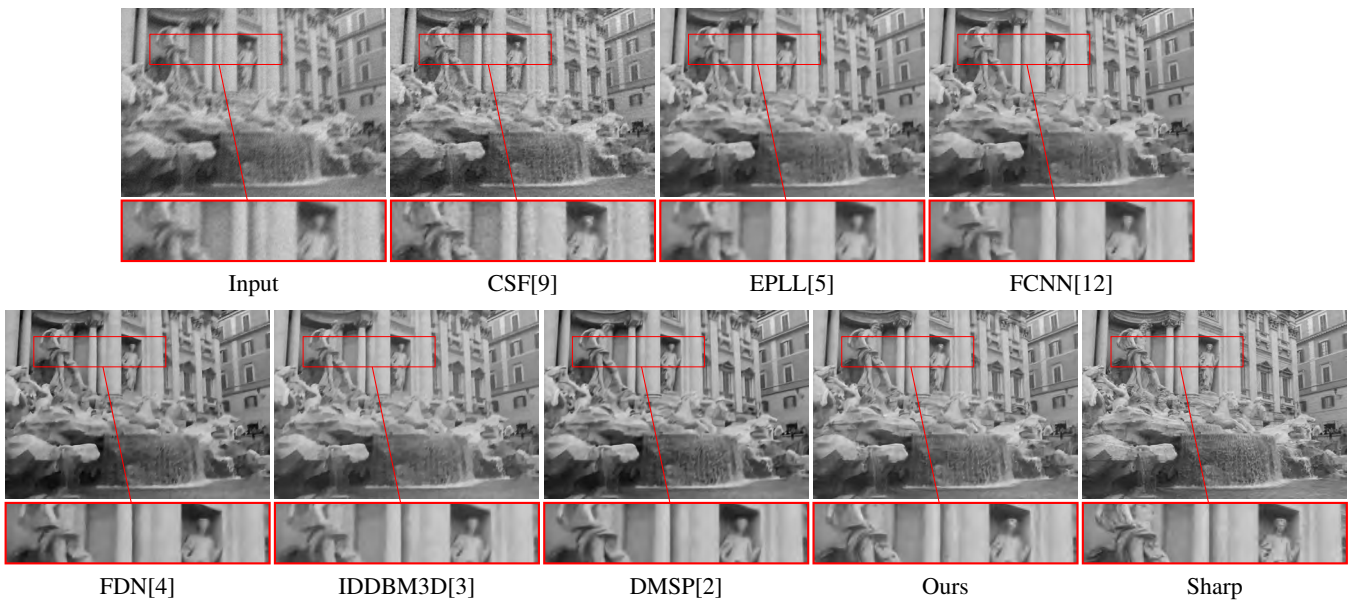 Input CSF[9] EPLL[5] FCNN[12]
FDN[4] IDDBM3D[3] DMSP[2] Ours Sharp